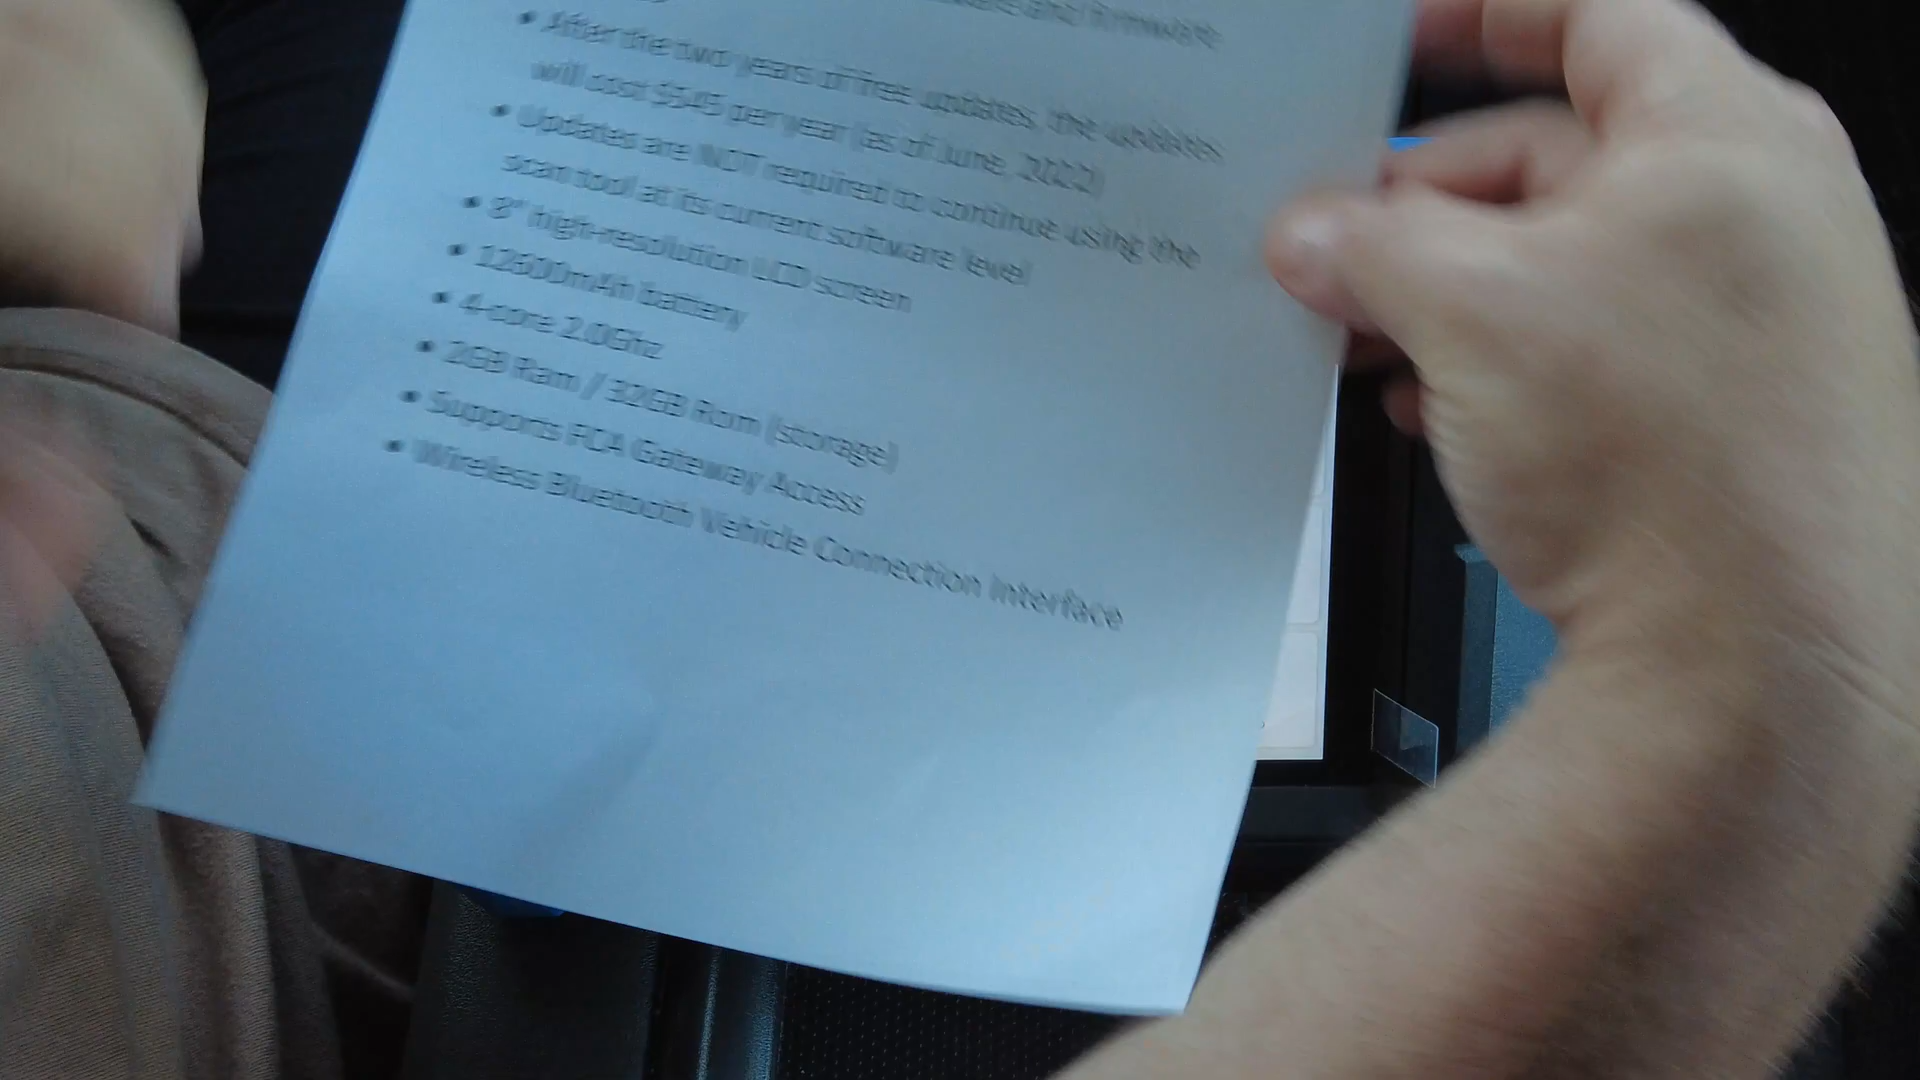 and firmware
• After the two years of free updates, the updates
will cost $545 per year (as of June, 2022)
• Updates are NOT required to continue using the
scan tool at its current software level
• 8" high-resolution LCD screen
• 12600mAh battery
• 4-core 2.0Ghz
• 2GB Ram / 32GB Rom (storage)
• Supports FCA Gateway Access
• Wireless Bluetooth Vehicle Connection Interface